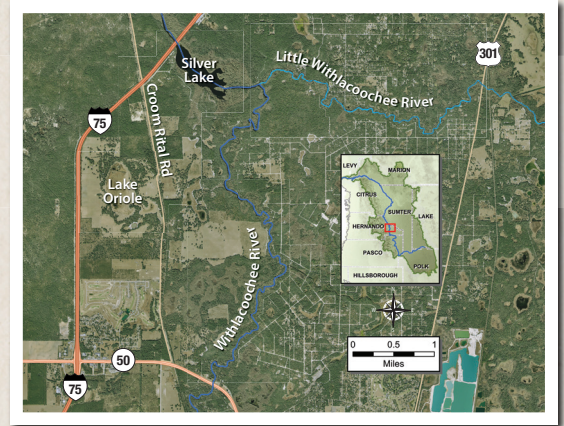 301
Little Withlacoochee River
Silver
Lake
75
Croom Rital Rd
Lake
Oriole
LEVY
MARION
CITRUS
SUMTER
LAKE
HERNANDO
PASCO
POLK
HILLSBOROUGH
Withlacoochee River
0 0.5 1
Miles
50
75